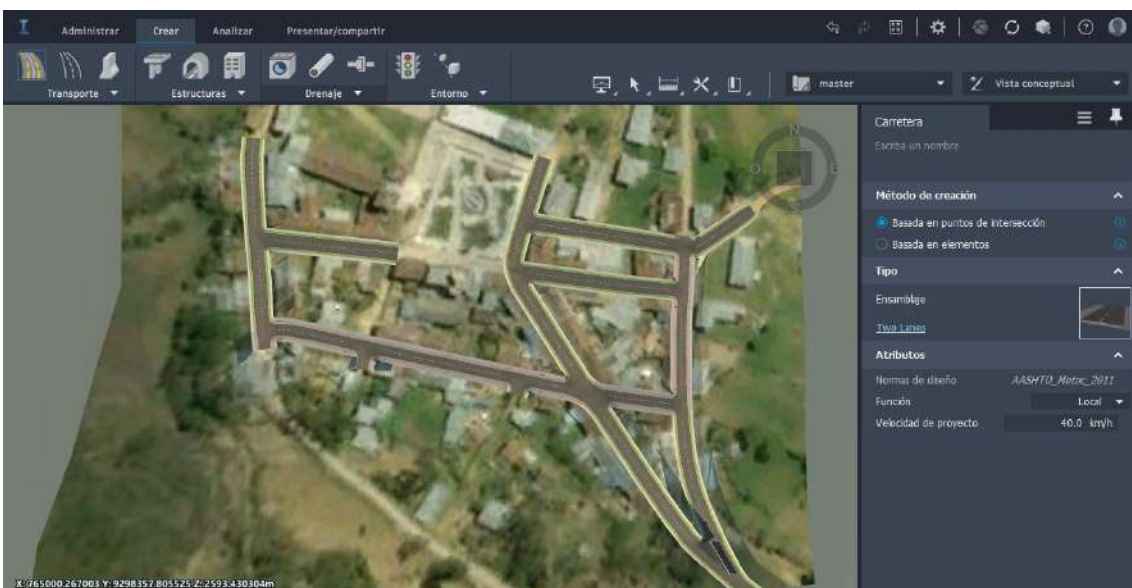 I Administrar Crear Analizar Presentar/compartir
Transporte Estructuras Drenaje Entorno master Vista conceptual
Carretera
Escriba un nombre
N
O E
S
Método de creación
Basada en puntos de intersección
Basada en elementos
Tipo
Ensamblaje
Two Lanes
Atributos
Normas de diseño AASHTO_Metric_2011
Función Local
Velocidad de proyecto 40.0 km/h
X: 765000.267003 Y: 9298357.805525 Z: 2593.430304m